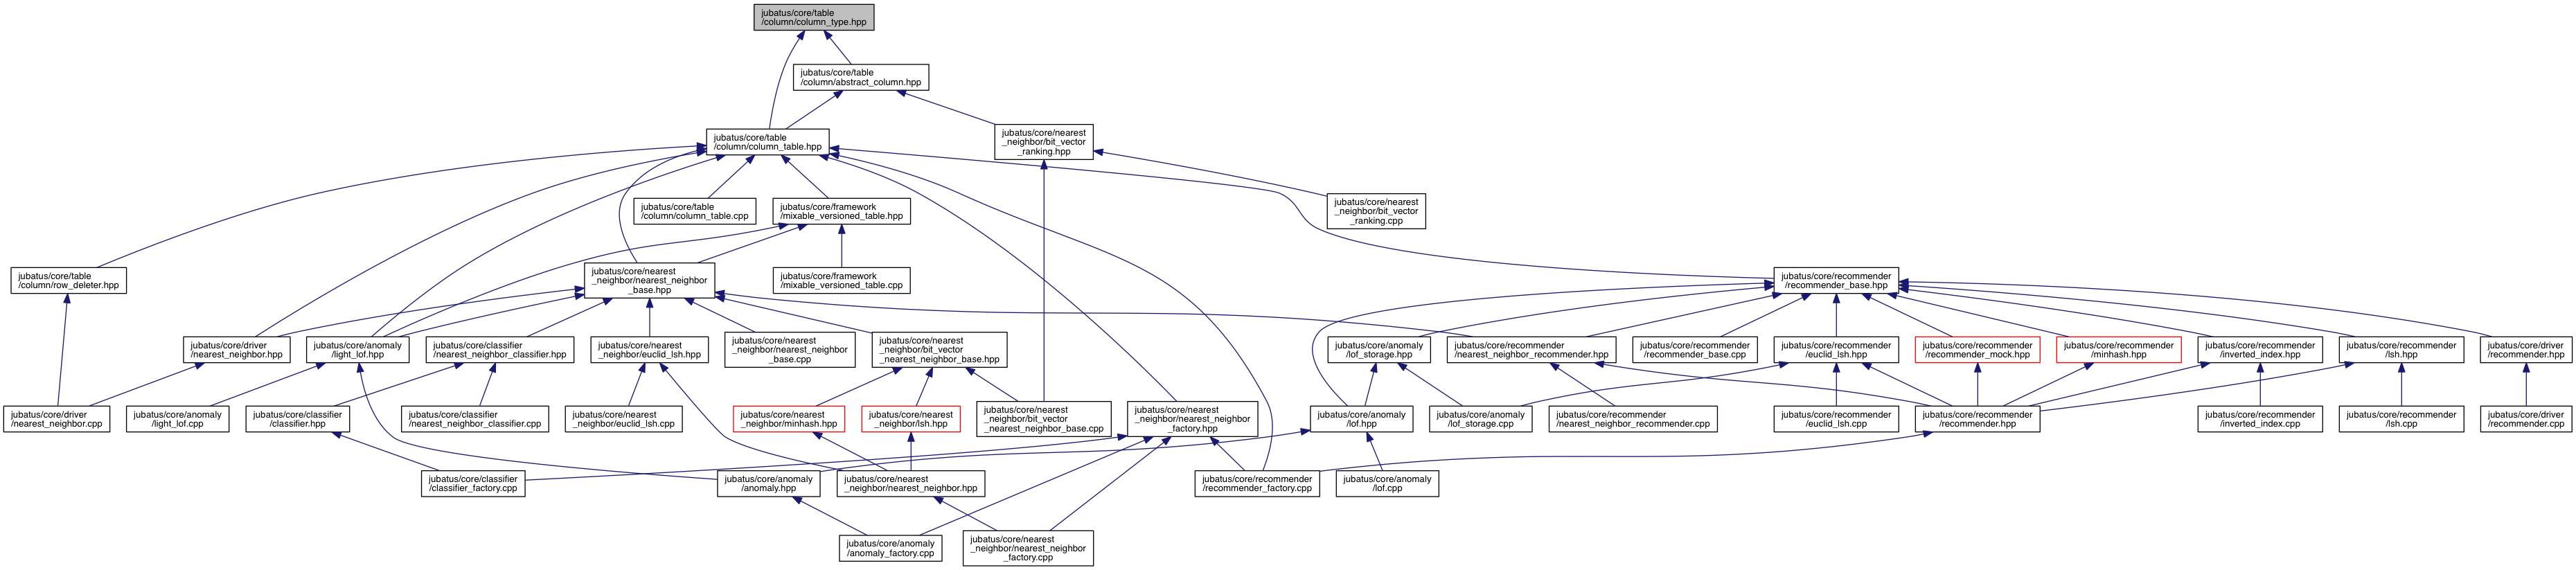 jubatus/core/table
/column/column_type.hpp
jubatus/core/table
/column/abstract_column.hpp
jubatus/core/table
/column/column_table.hpp
jubatus/core/nearest
_neighbor/bit_vector
_ranking.hpp
jubatus/core/table
/column/column_table.cpp
jubatus/core/framework
/mixable_versioned_table.hpp
jubatus/core/nearest
_neighbor/bit_vector
_ranking.cpp
jubatus/core/table
/column/row_deleter.hpp
jubatus/core/nearest
_neighbor/nearest_neighbor
_base.hpp
jubatus/core/framework
/mixable_versioned_table.cpp
jubatus/core/recommender
/recommender_base.hpp
jubatus/core/driver
/nearest_neighbor.hpp
jubatus/core/anomaly
/light_lof.hpp
jubatus/core/classifier
/nearest_neighbor_classifier.hpp
jubatus/core/nearest
_neighbor/euclid_lsh.hpp
jubatus/core/nearest
_neighbor/nearest_neighbor
_base.cpp
jubatus/core/nearest
_neighbor/bit_vector
_nearest_neighbor_base.hpp
jubatus/core/anomaly
/lof_storage.hpp
jubatus/core/recommender
/nearest_neighbor_recommender.hpp
jubatus/core/recommender
/recommender_base.cpp
jubatus/core/recommender
/euclid_lsh.hpp
jubatus/core/recommender
/recommender_mock.hpp
jubatus/core/recommender
/minhash.hpp
jubatus/core/recommender
/inverted_index.hpp
jubatus/core/recommender
/lsh.hpp
jubatus/core/driver
/recommender.hpp
jubatus/core/driver
/nearest_neighbor.cpp
jubatus/core/anomaly
/light_lof.cpp
jubatus/core/classifier
/classifier.hpp
jubatus/core/classifier
/nearest_neighbor_classifier.cpp
jubatus/core/nearest
_neighbor/euclid_lsh.cpp
jubatus/core/nearest
_neighbor/minhash.hpp
jubatus/core/nearest
_neighbor/lsh.hpp
jubatus/core/nearest
_neighbor/bit_vector
_nearest_neighbor_base.cpp
jubatus/core/nearest
_neighbor/nearest_neighbor
_factory.hpp
jubatus/core/anomaly
/lof.hpp
jubatus/core/anomaly
/lof_storage.cpp
jubatus/core/recommender
/nearest_neighbor_recommender.cpp
jubatus/core/recommender
/euclid_lsh.cpp
jubatus/core/recommender
/recommender.hpp
jubatus/core/recommender
/inverted_index.cpp
jubatus/core/recommender
/lsh.cpp
jubatus/core/driver
/recommender.cpp
jubatus/core/classifier
/classifier_factory.cpp
jubatus/core/anomaly
/anomaly.hpp
jubatus/core/nearest
_neighbor/nearest_neighbor.hpp
jubatus/core/recommender
/recommender_factory.cpp
jubatus/core/anomaly
/lof.cpp
jubatus/core/anomaly
/anomaly_factory.cpp
jubatus/core/nearest
_neighbor/nearest_neighbor
_factory.cpp